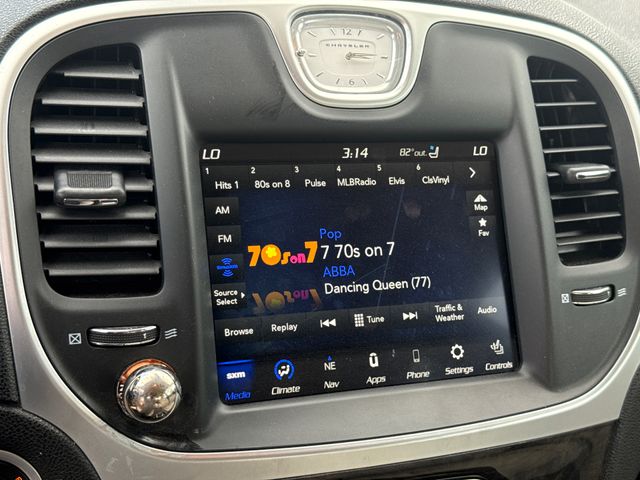 12
CHRYSLER
6
LO 3:14 82°out. LO
1 2 3 4 5 6
Hits 1 80s on 8 Pulse MLBRadio Elvis ClsVinyl
AM
Map
FM
Fav
Pop
70s on 7 7 70s on 7
SiriusXM
ABBA
Source Select
Dancing Queen (77)
Browse Replay Tune Traffic & Weather Audio
sxm NE
Media Climate Nav Apps Phone Settings Controls